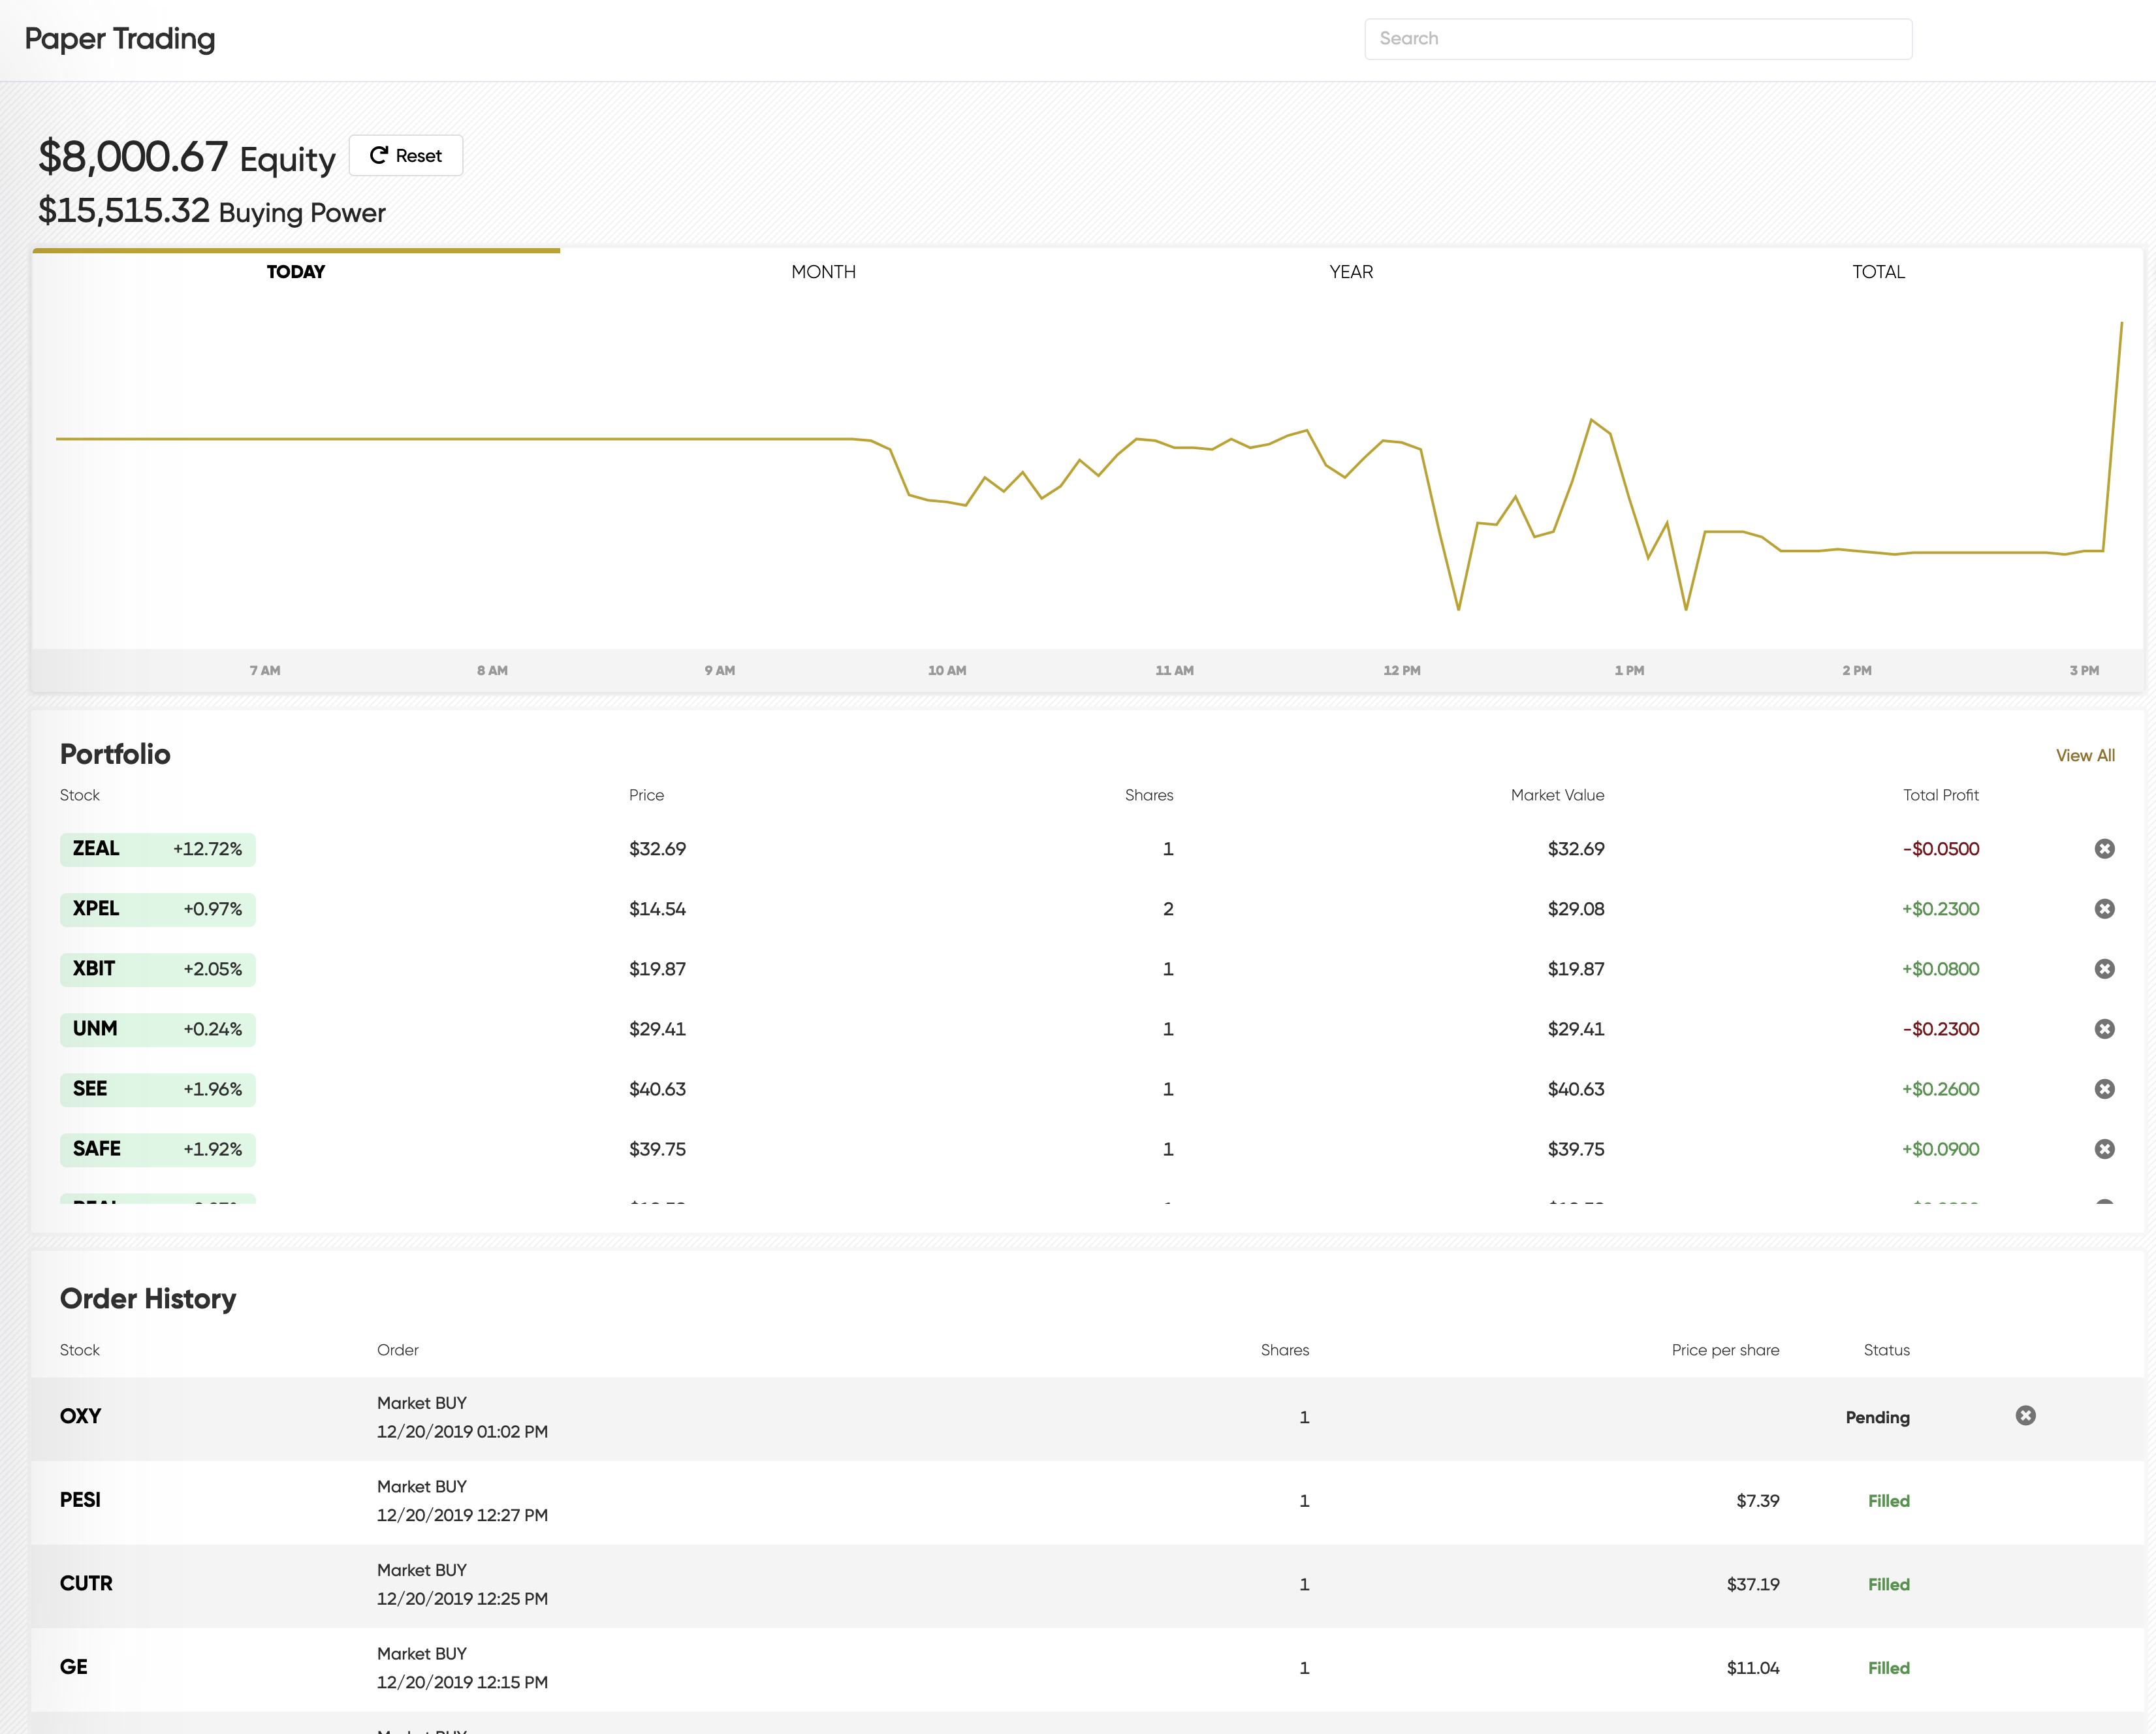 Paper Trading
Search
$8,000.67 Equity Reset
$15,515.32 Buying Power
TODAY MONTH YEAR TOTAL
7 AM 8 AM 9 AM 10 AM 11 AM 12 PM 1 PM 2 PM 3 PM
Portfolio View All
Stock Price Shares Market Value Total Profit
ZEAL +12.72% $32.69 1 $32.69 -$0.0500
XPEL +0.97% $14.54 2 $29.08 +$0.2300
XBIT +2.05% $19.87 1 $19.87 +$0.0800
UNM +0.24% $29.41 1 $29.41 -$0.2300
SEE +1.96% $40.63 1 $40.63 +$0.2600
SAFE +1.92% $39.75 1 $39.75 +$0.0900
Order History
Stock Order Shares Price per share Status
OXY Market BUY 1 Pending
12/20/2019 01:02 PM
PESI Market BUY 1 $7.39 Filled
12/20/2019 12:27 PM
CUTR Market BUY 1 $37.19 Filled
12/20/2019 12:25 PM
GE Market BUY 1 $11.04 Filled
12/20/2019 12:15 PM